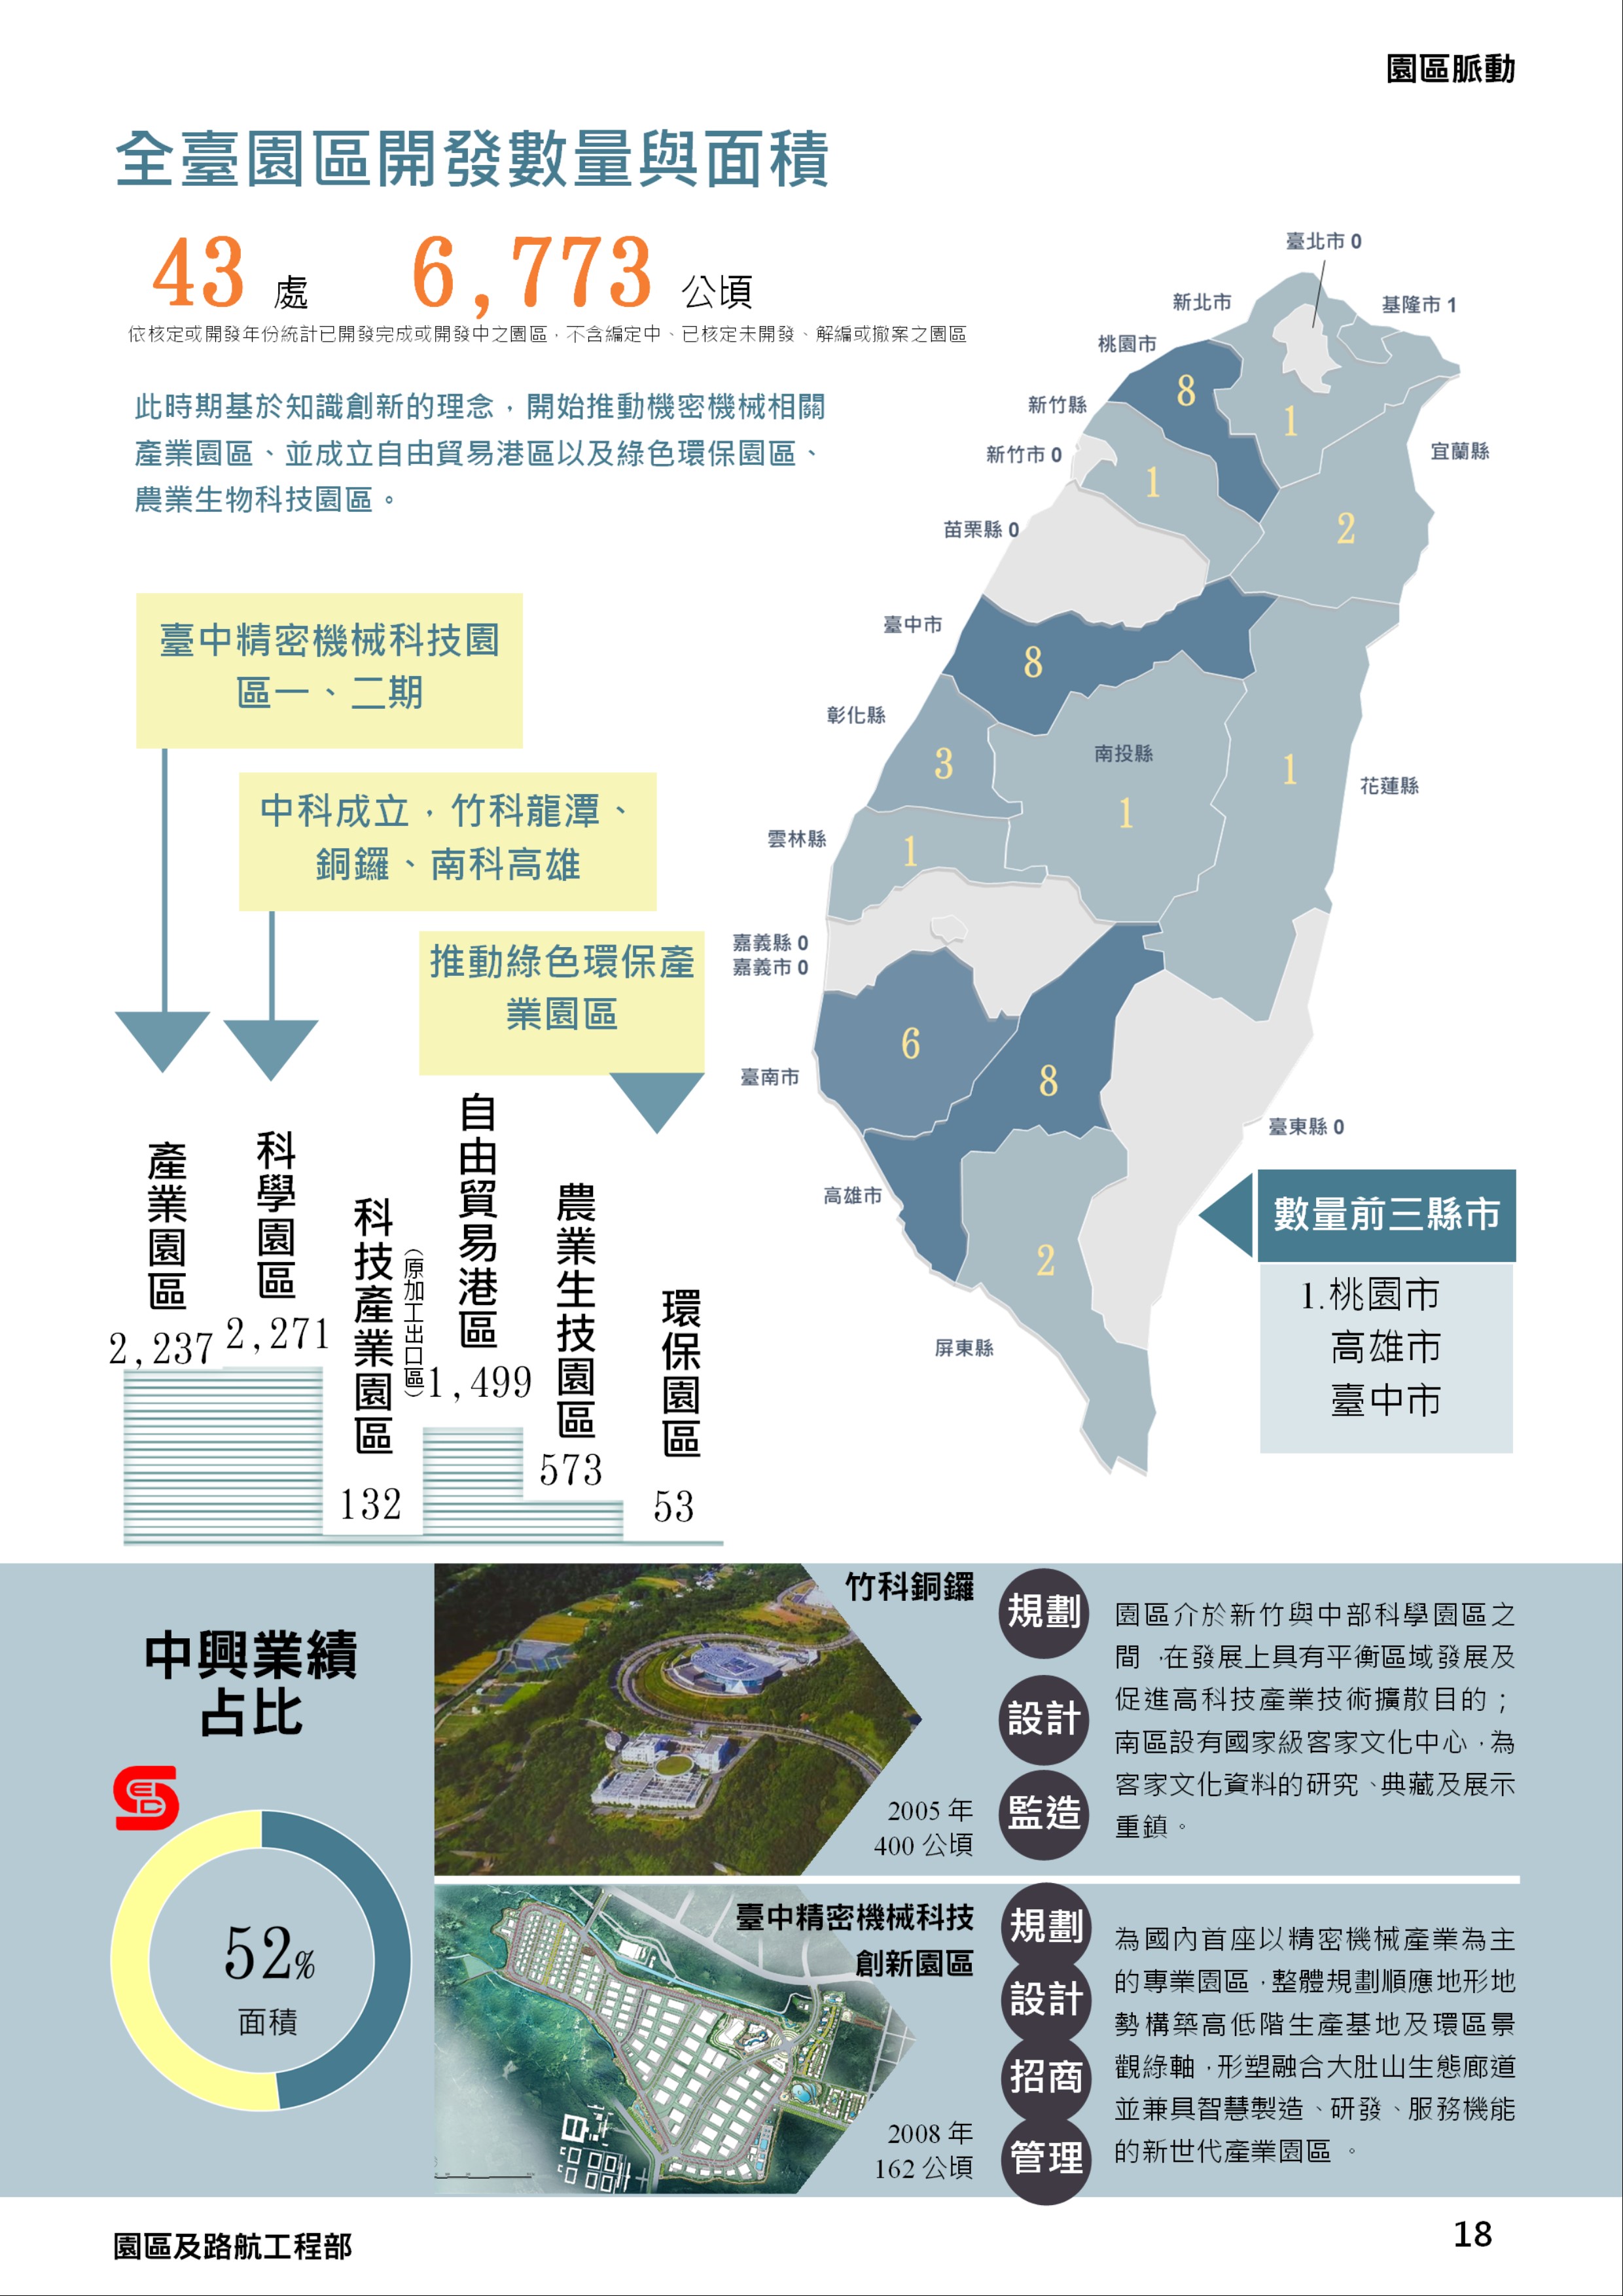 園區脈動
全臺園區開發數量與面積
43 處 6,773 公頃
依核定或開發年份統計已開發完成或開發中之園區，不含編定中、已核定未開發、解編或撤案之園區
此時期基於知識創新的理念，開始推動機密機械相關
產業園區、並成立自由貿易港區以及綠色環保園區、
農業生物科技園區。
臺中精密機械科技園
區一、二期
中科成立，竹科龍潭、
銅鑼、南科高雄
推動綠色環保產
業園區
產業園區
2,237
科學園區
2,271
科技產業園區
（原加工出口區）
132
自由貿易港區
1,499
農業生技園區
573
環保園區
53
臺北市 0
新北市
1
基隆市 1
桃園市
8
新竹縣
1
新竹市 0
宜蘭縣
2
苗栗縣 0
臺中市
8
彰化縣
3
南投縣
1
花蓮縣
1
雲林縣
1
嘉義縣 0
嘉義市 0
臺南市
6
高雄市
8
臺東縣 0
屏東縣
2
數量前三縣市
1.桃園市
高雄市
臺中市
中興業績
占比
52%
面積
竹科銅鑼
2005 年
400 公頃
規劃
設計
監造
園區介於新竹與中部科學園區之
間，在發展上具有平衡區域發展及
促進高科技產業技術擴散目的；
南區設有國家級客家文化中心，為
客家文化資料的研究、典藏及展示
重鎮。
臺中精密機械科技
創新園區
2008 年
162 公頃
規劃
設計
招商
管理
為國內首座以精密機械產業為主
的專業園區，整體規劃順應地形地
勢構築高低階生產基地及環區景
觀綠軸，形塑融合大肚山生態廊道
並兼具智慧製造、研發、服務機能
的新世代產業園區。
園區及路航工程部
18